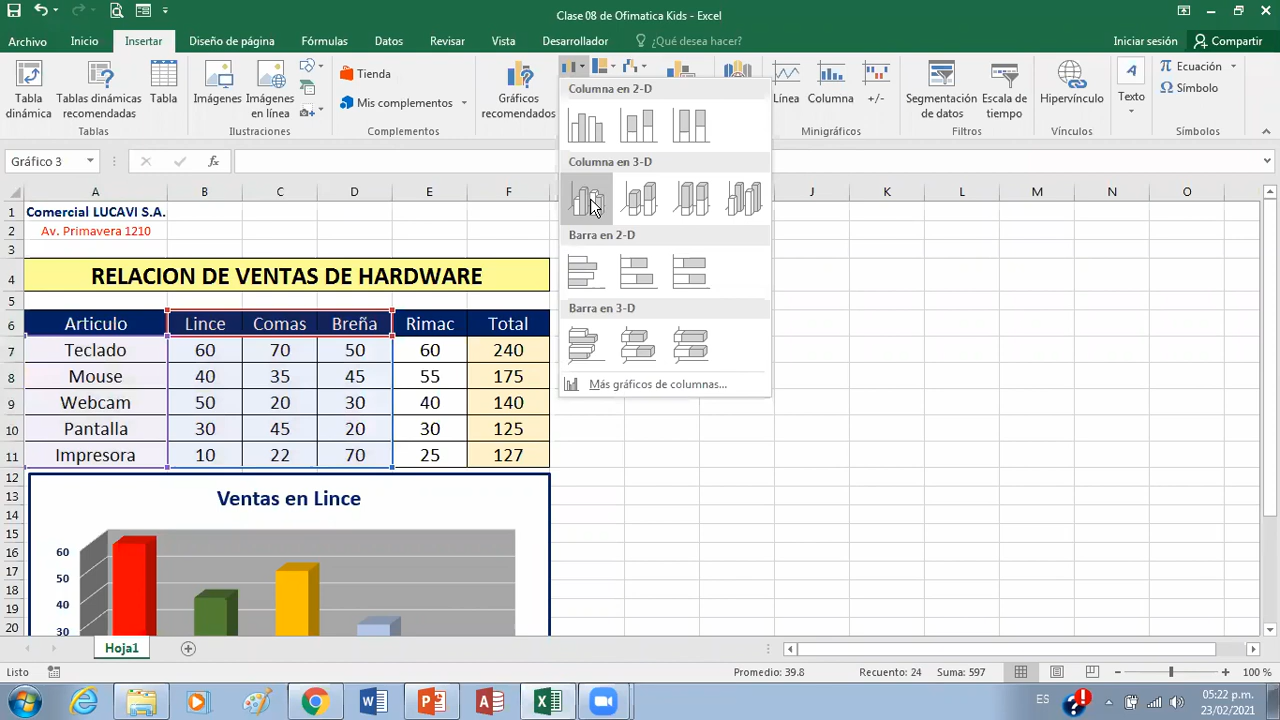 Clase 08 de Ofimatica Kids - Excel
Archivo Inicio Insertar Diseño de página Fórmulas Datos Revisar Vista Desarrollador ¿Qué desea hacer? Iniciar sesión Compartir
Tabla dinámica
Tablas dinámicas recomendadas
Tabla
Tablas
Imágenes
Imágenes en línea
Ilustraciones
Tienda
Mis complementos
Complementos
Gráficos recomendados
Línea
Columna
+/-
Minigráficos
Segmentación de datos
Escala de tiempo
Filtros
Hipervínculo
Vínculos
Texto
Ecuación
Símbolo
Símbolos
Columna en 2-D
Columna en 3-D
Barra en 2-D
Barra en 3-D
Más gráficos de columnas...
Gráfico 3
fx
A B C D E F J K L M N O
1 Comercial LUCAVI S.A.
2 Av. Primavera 1210
3
4 RELACION DE VENTAS DE HARDWARE
5
6 Articulo Lince Comas Breña Rimac Total
7 Teclado 60 70 50 60 240
8 Mouse 40 35 45 55 175
9 Webcam 50 20 30 40 140
10 Pantalla 30 45 20 30 125
11 Impresora 10 22 70 25 127
12
13 Ventas en Lince
14
15
16 60
17 50
18
19 40
20 30
Hoja1
Listo Promedio: 39.8 Recuento: 24 Suma: 597 100 %
ES 05:22 p.m.
23/02/2021